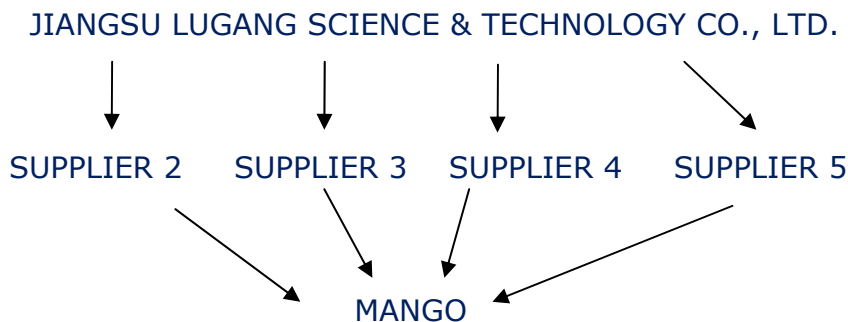 JIANGSU LUGANG SCIENCE & TECHNOLOGY CO., LTD.
SUPPLIER 2 SUPPLIER 3 SUPPLIER 4 SUPPLIER 5
MANGO